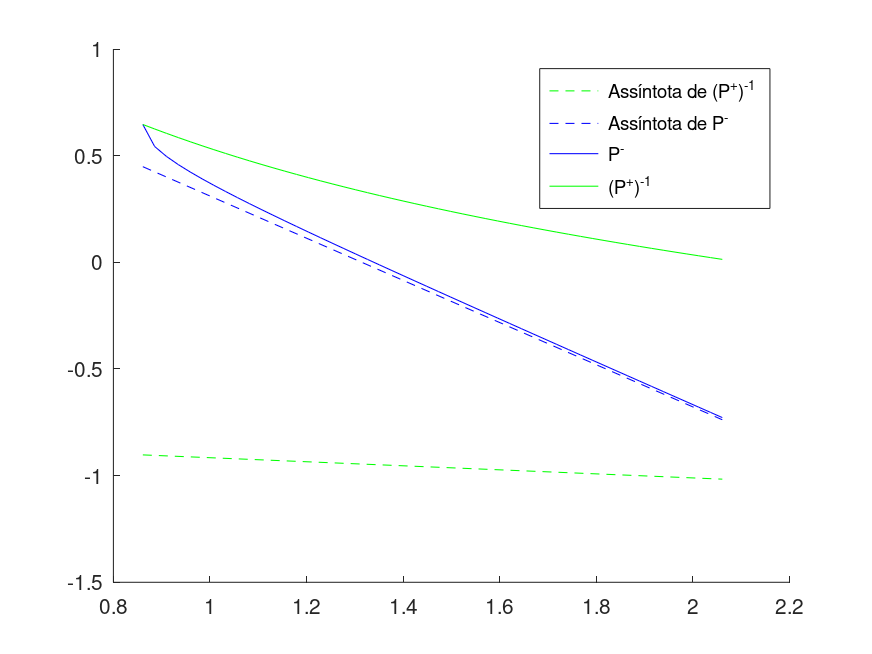 1
0.5
0
-0.5
-1
-1.5
0.8 1 1.2 1.4 1.6 1.8 2 2.2
Assíntota de (P⁺)⁻¹
Assíntota de P⁻
P⁻
(P⁺)⁻¹